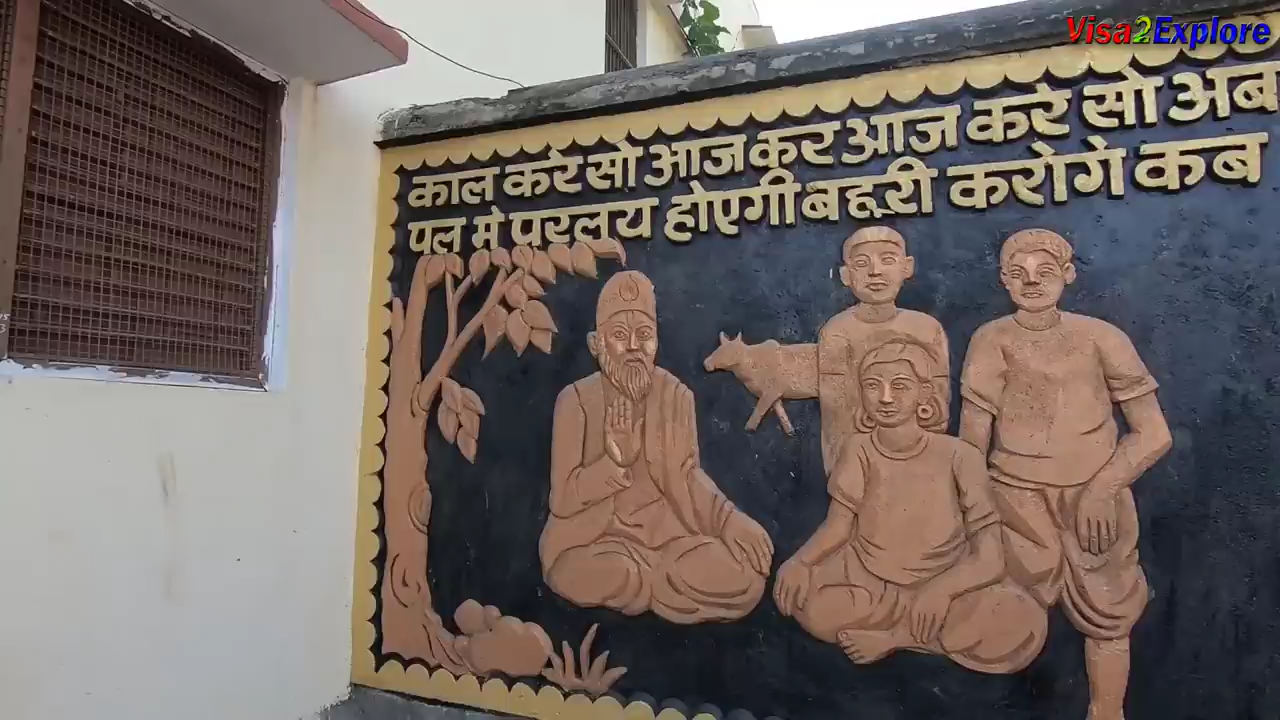 Visa2Explore
काल करे सो आज कर आज करे सो अब
पल मे परलय होएगी बहूरी करोगे कब